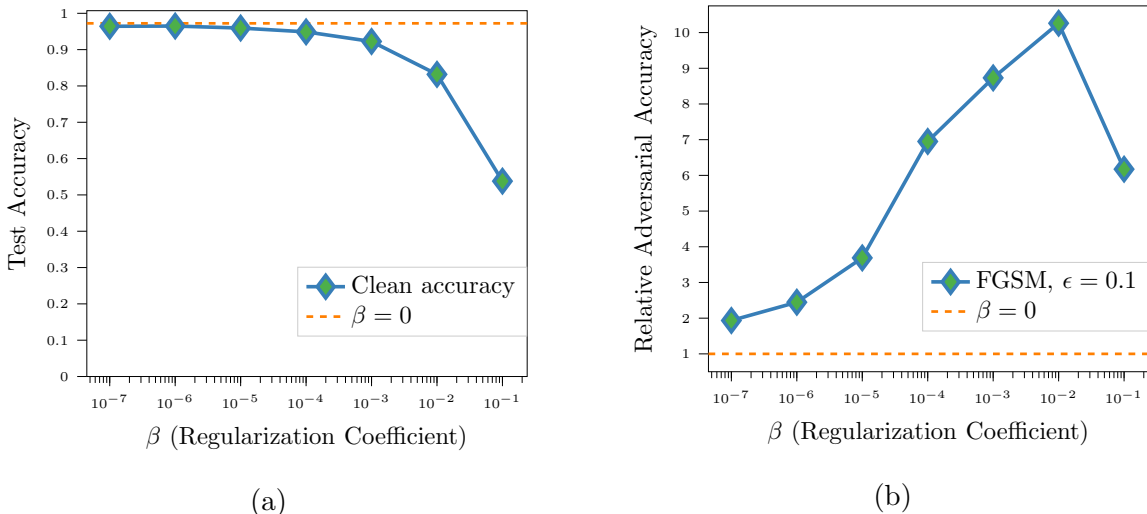 1
0.9
0.8
0.7
0.6
0.5
0.4
0.3
0.2
0.1
0
Test Accuracy
10⁻⁷ 10⁻⁶ 10⁻⁵ 10⁻⁴ 10⁻³ 10⁻² 10⁻¹
β (Regularization Coefficient)
Clean accuracy
β = 0
(a)
10
9
8
7
6
5
4
3
2
1
Relative Adversarial Accuracy
10⁻⁷ 10⁻⁶ 10⁻⁵ 10⁻⁴ 10⁻³ 10⁻² 10⁻¹
β (Regularization Coefficient)
FGSM, ϵ = 0.1
β = 0
(b)